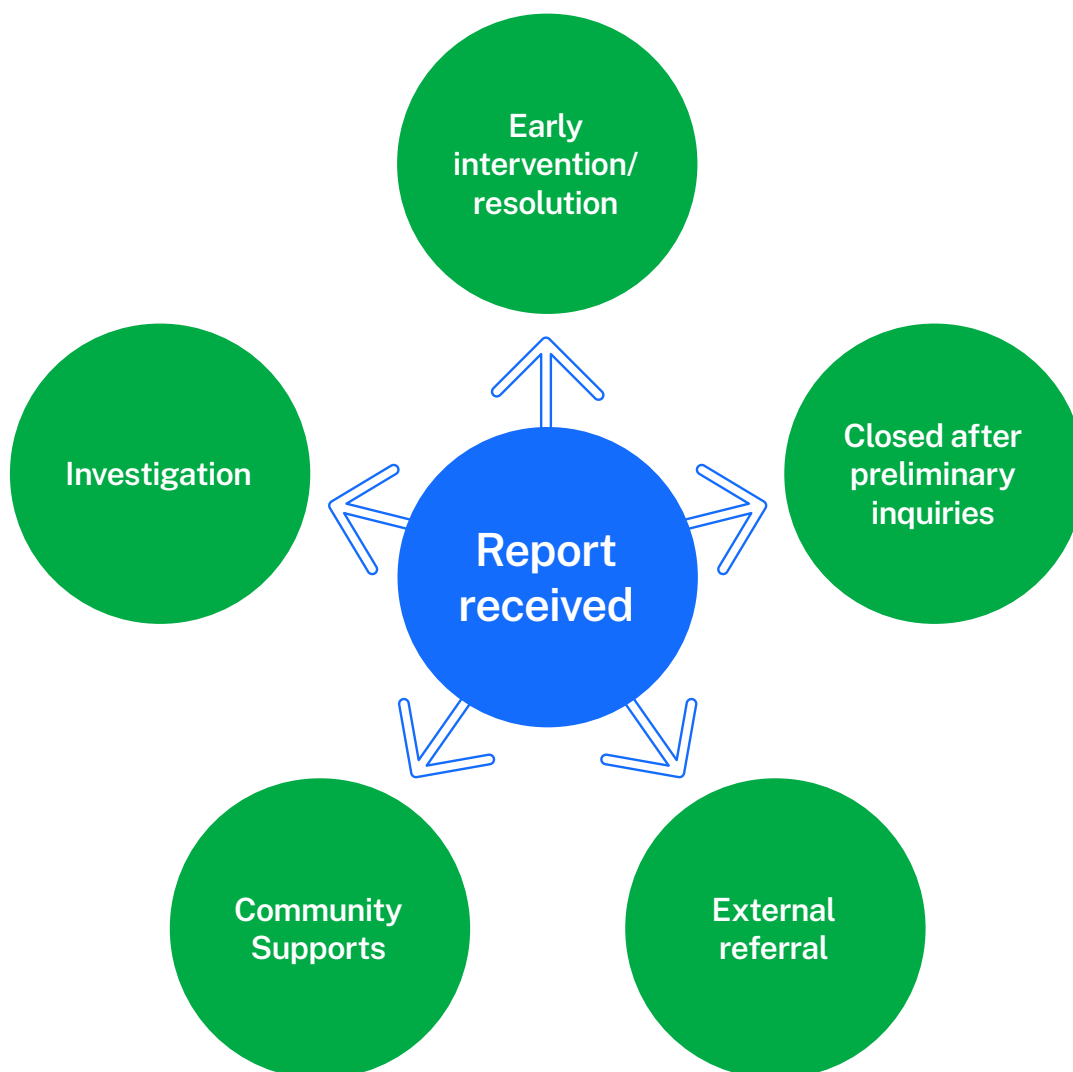 Early
intervention/
resolution
Investigation
Closed after
preliminary
inquiries
Report
received
Community
Supports
External
referral